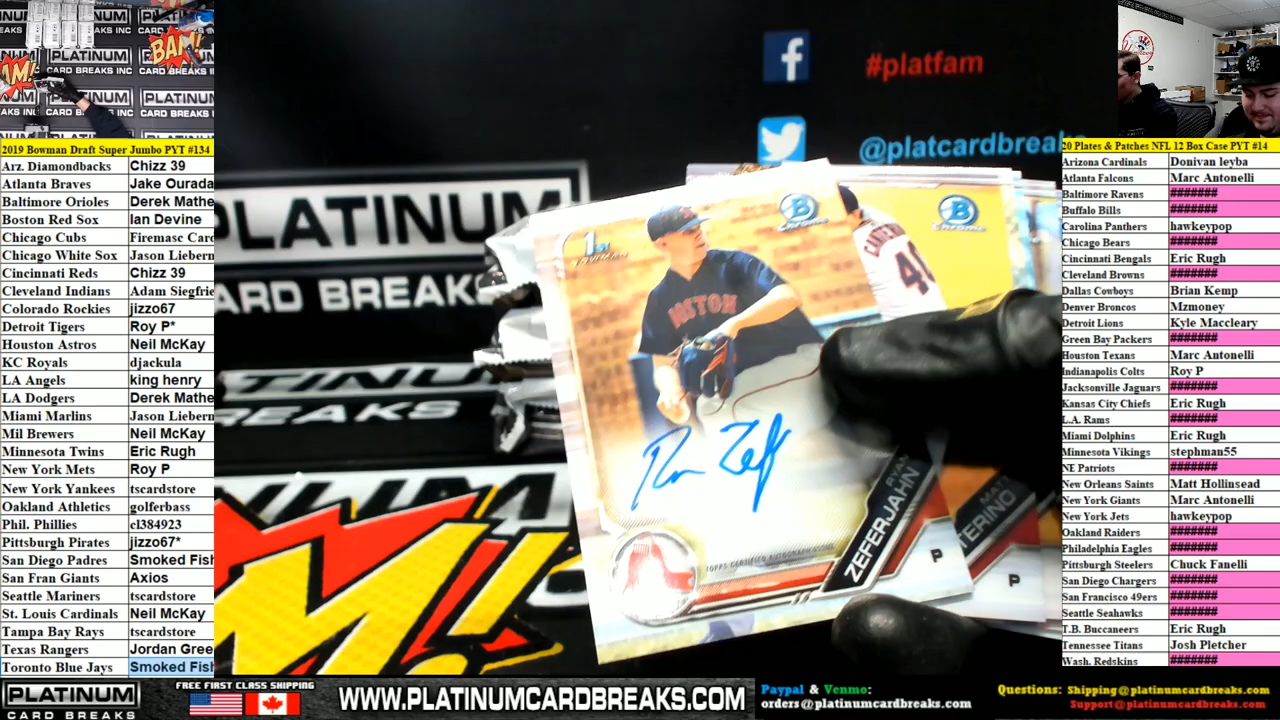 PLATINUM
CARD BREAKS INC
BAM!
#platfam
@platcardbreaks
2019 Bowman Draft Super Jumbo PYT #134
Arz. Diamondbacks Chizz 39
Atlanta Braves Jake Ourada
Baltimore Orioles Derek Mathe
Boston Red Sox Ian Devine
Chicago Cubs Firemasc Card
Chicago White Sox Jason Liebern
Cincinnati Reds Chizz 39
Cleveland Indians Adam Siegfrie
Colorado Rockies jizzo67
Detroit Tigers Roy P*
Houston Astros Neil McKay
KC Royals djackula
LA Angels king henry
LA Dodgers Derek Mathe
Miami Marlins Jason Liebern
Mil Brewers Neil McKay
Minnesota Twins Eric Rugh
New York Mets Roy P
New York Yankees tscardstore
Oakland Athletics golferbass
Phil. Phillies cl384923
Pittsburgh Pirates jizzo67*
San Diego Padres Smoked Fish
San Fran Giants Axios
Seattle Mariners tscardstore
St. Louis Cardinals Neil McKay
Tampa Bay Rays tscardstore
Texas Rangers Jordan Gree
Toronto Blue Jays Smoked Fish
PLATINUM
ARD BREAKS
1ST
BOWMAN
B
CHROME
B
CHROME
BOSTON
TOPPS CERTIFIED AUTOGRAPH ISSUE
ZEFERJAHN
P
P
20 Plates & Patches NFL 12 Box Case PYT #14
Arizona Cardinals Donivan leyba
Atlanta Falcons Marc Antonelli
Baltimore Ravens #######
Buffalo Bills #######
Carolina Panthers hawkeypop
Chicago Bears #######
Cincinnati Bengals Eric Rugh
Cleveland Browns #######
Dallas Cowboys Brian Kemp
Denver Broncos Mzmoney
Detroit Lions Kyle Maccleary
Green Bay Packers #######
Houston Texans Marc Antonelli
Indianapolis Colts Roy P
Jacksonville Jaguars #######
Kansas City Chiefs Eric Rugh
L.A. Rams #######
Miami Dolphins Eric Rugh
Minnesota Vikings stephman55
NE Patriots #######
New Orleans Saints Matt Hollinsead
New York Giants Marc Antonelli
New York Jets hawkeypop
Oakland Raiders #######
Philadelphia Eagles #######
Pittsburgh Steelers Chuck Fanelli
San Diego Chargers #######
San Francisco 49ers #######
Seattle Seahawks #######
T.B. Buccaneers Eric Rugh
Tennessee Titans Josh Pletcher
Wash. Redskins #######
PLATINUM
CARD BREAKS
FREE FIRST CLASS SHIPPING
WWW.PLATINUMCARDBREAKS.COM
Paypal & Venmo:
orders@platinumcardbreaks.com
Questions: Shipping@platinumcardbreaks.com
Support@platinumcardbreaks.com